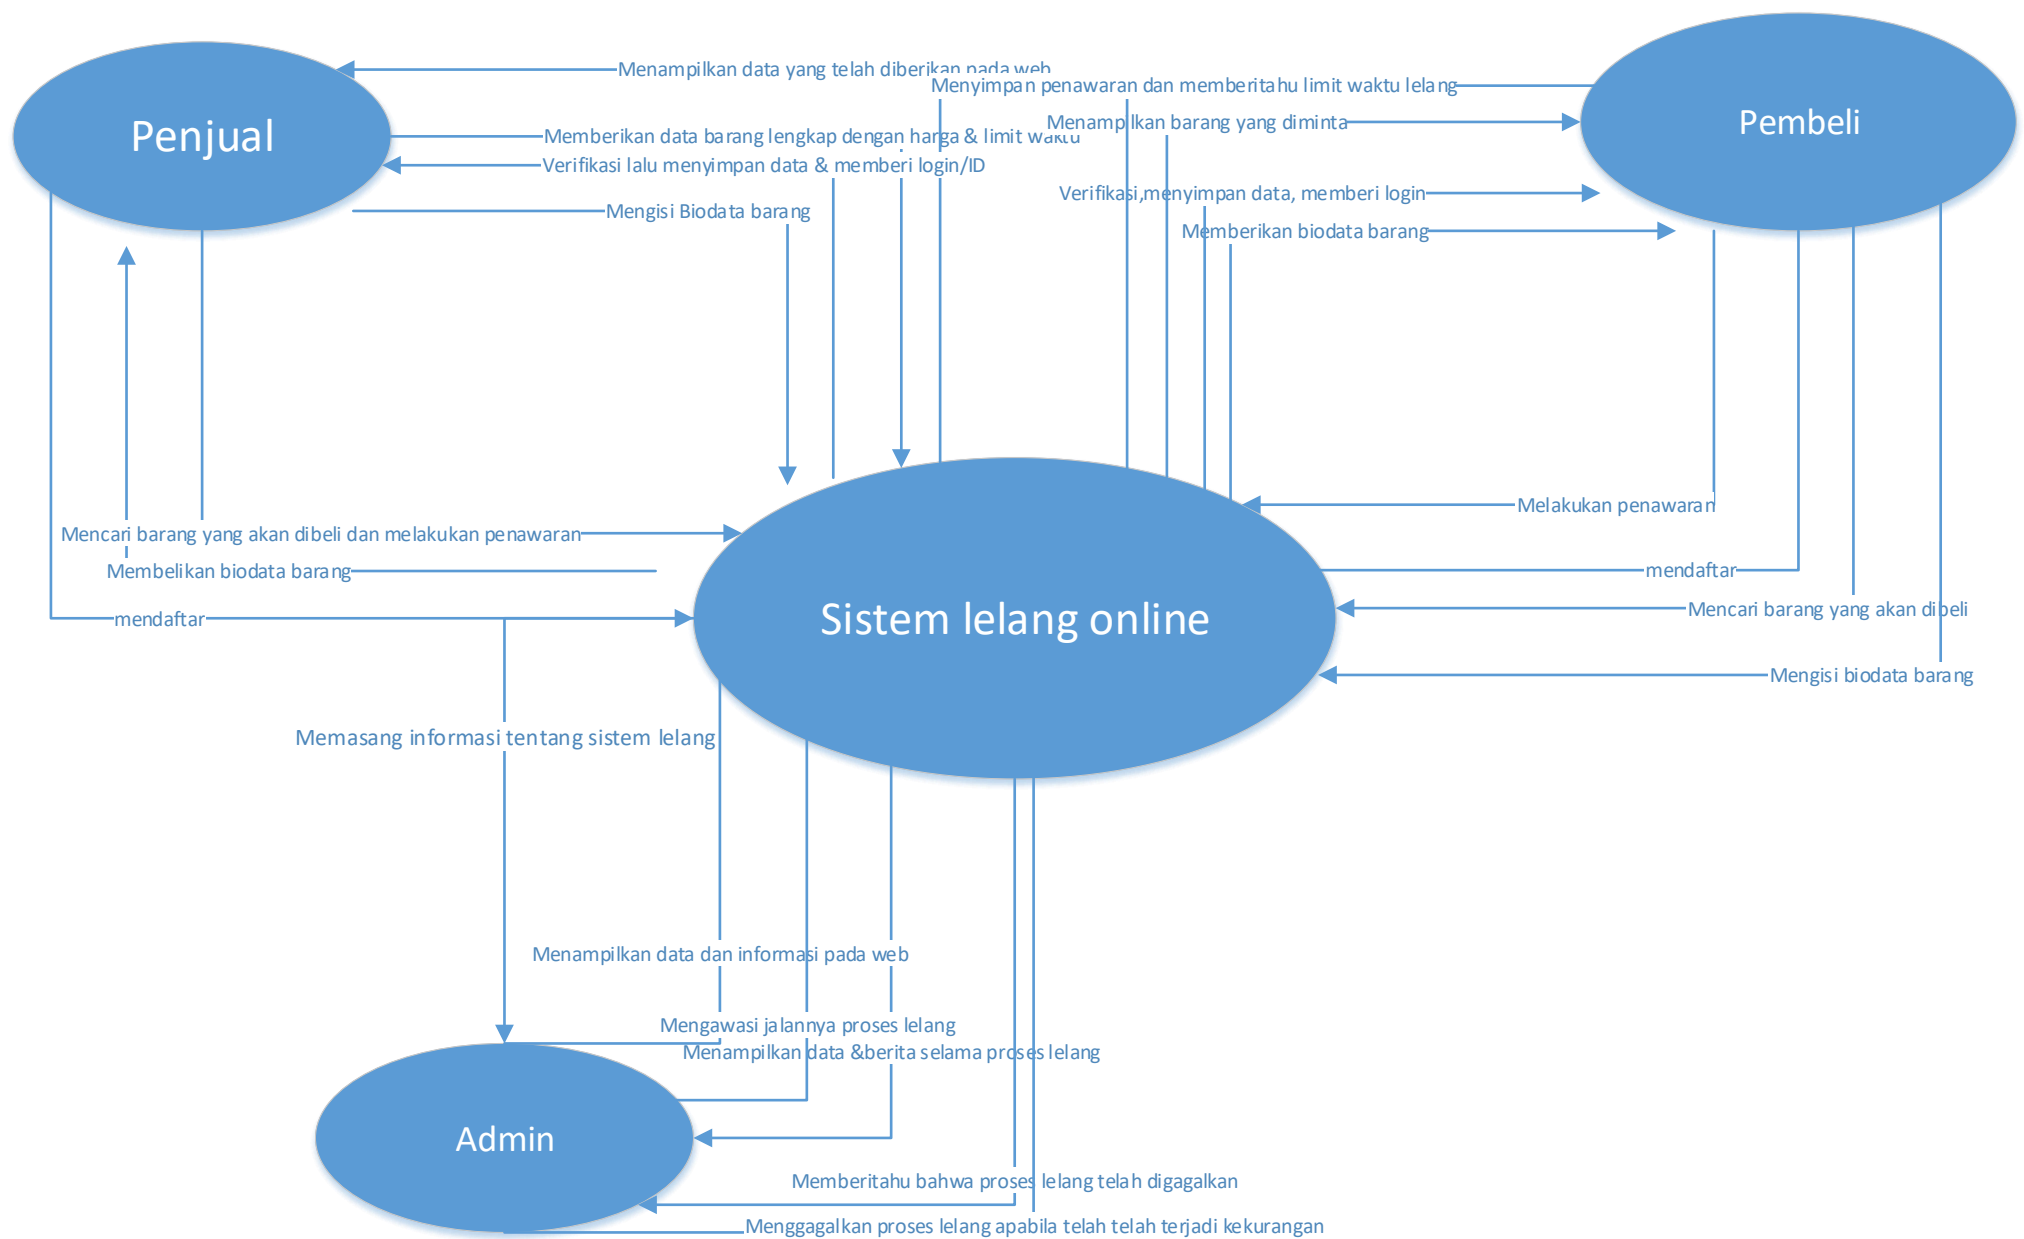 Menampilkan data yang telah diberikan pada web
Menyimpan penawaran dan memberitahu limit waktu lelang
Penjual
Memberikan data barang lengkap dengan harga & limit waktu
Menampilkan barang yang diminta
Pembeli
Verifikasi lalu menyimpan data & memberi login/ID
Verifikasi,menyimpan data, memberi login
Mengisi Biodata barang
Memberikan biodata barang
Melakukan penawaran
Mencari barang yang akan dibeli dan melakukan penawaran
Membelikan biodata barang
mendaftar
mendaftar
Sistem lelang online
Mencari barang yang akan dibeli
Mengisi biodata barang
Memasang informasi tentang sistem lelang
Menampilkan data dan informasi pada web
Mengawasi jalannya proses lelang
Menampilkan data &berita selama proses lelang
Admin
Memberitahu bahwa proses lelang telah digagalkan
Menggagalkan proses lelang apabila telah telah terjadi kekurangan